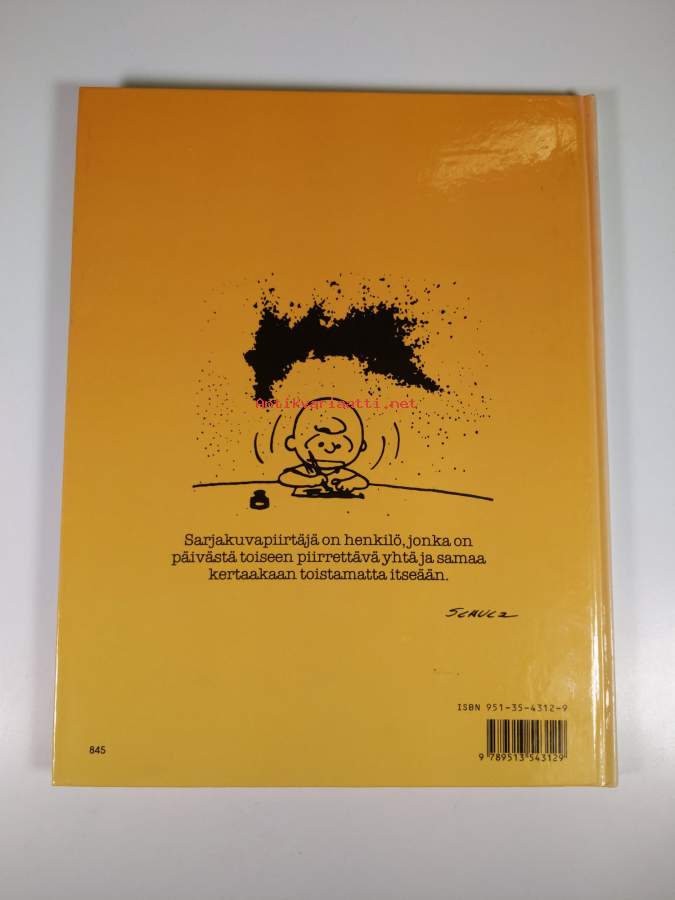 Antikvariaatti.net
Sarjakuvapiirtäjä on henkilö, jonka on
päivästä toiseen piirrettävä yhtä ja samaa
kertaakaan toistamatta itseään.
SCHULZ
ISBN 951-35-4312-9
845
9 789513 543129